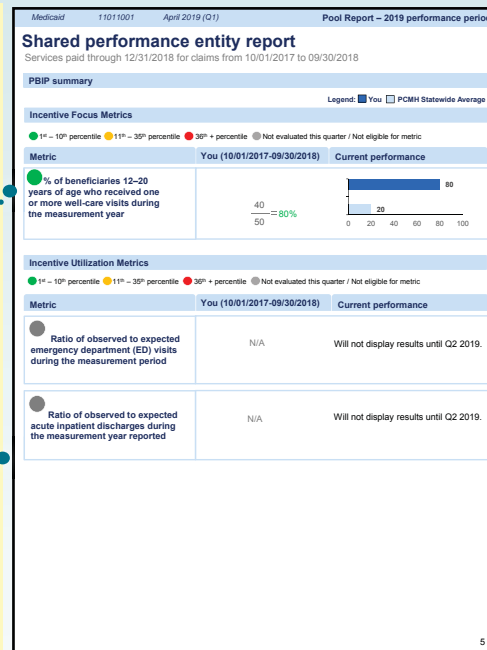 Medicaid 11011001 April 2019 (Q1) Pool Report – 2019 performance perio
Shared performance entity report
Services paid through 12/31/2018 for claims from 10/01/2017 to 09/30/2018
PBIP summary
Legend: You PCMH Statewide Average
Incentive Focus Metrics
1st – 10th percentile 11th – 35th percentile 36th + percentile Not evaluated this quarter / Not eligible for metric
Metric You (10/01/2017-09/30/2018) Current performance
% of beneficiaries 12–20
years of age who received one
or more well-care visits during
the measurement year
40
50
=80%
80
20
0 20 40 60 80 100
Incentive Utilization Metrics
1st – 10th percentile 11th – 35th percentile 36th + percentile Not evaluated this quarter / Not eligible for metric
Metric You (10/01/2017-09/30/2018) Current performance
Ratio of observed to expected
emergency department (ED) visits
during the measurement period
N/A
Will not display results until Q2 2019.
Ratio of observed to expected
acute inpatient discharges during
the measurement year reported
N/A
Will not display results until Q2 2019.
5